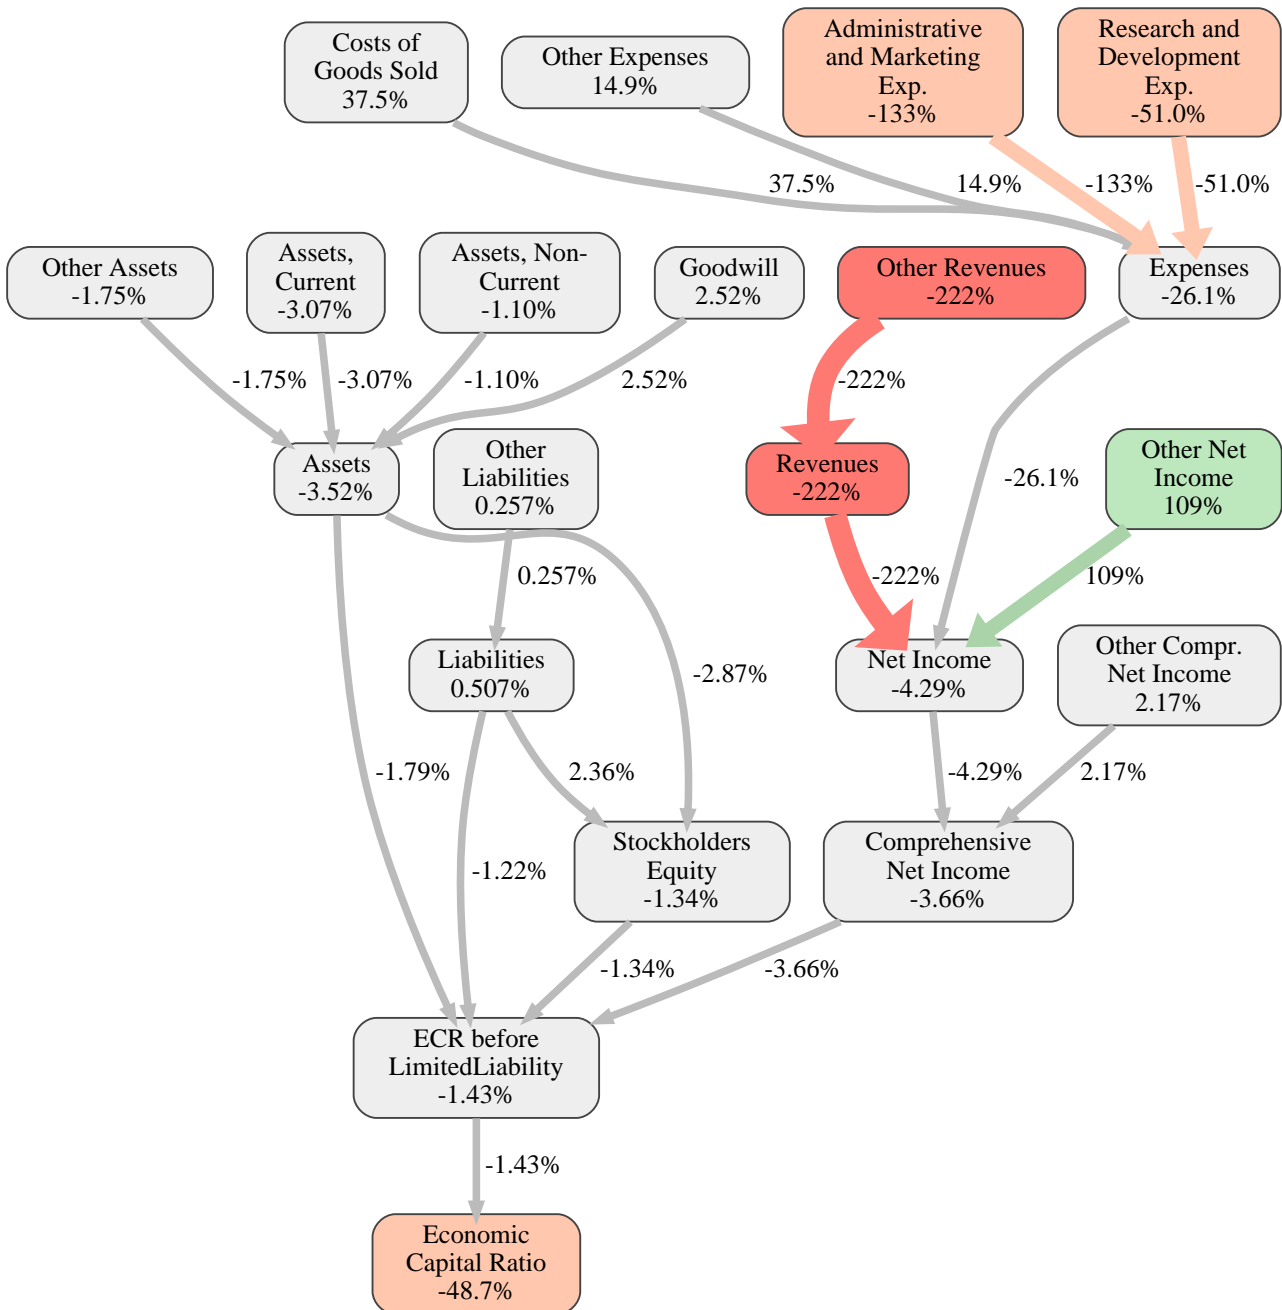 Costs of
Goods Sold
37.5%
Other Expenses
14.9%
Administrative
and Marketing
Exp.
-133%
Research and
Development
Exp.
-51.0%
37.5%
14.9%
-133%
-51.0%
Other Assets
-1.75%
Assets,
Current
-3.07%
Assets, Non-
Current
-1.10%
Goodwill
2.52%
Other Revenues
-222%
Expenses
-26.1%
-1.75%
-3.07%
-1.10%
2.52%
-222%
Assets
-3.52%
Other
Liabilities
0.257%
Revenues
-222%
-26.1%
Other Net
Income
109%
0.257%
-222%
109%
Liabilities
0.507%
-2.87%
Net Income
-4.29%
Other Compr.
Net Income
2.17%
-1.79%
2.36%
-4.29%
2.17%
-1.22%
Stockholders
Equity
-1.34%
Comprehensive
Net Income
-3.66%
-1.34%
-3.66%
ECR before
LimitedLiability
-1.43%
-1.43%
Economic
Capital Ratio
-48.7%